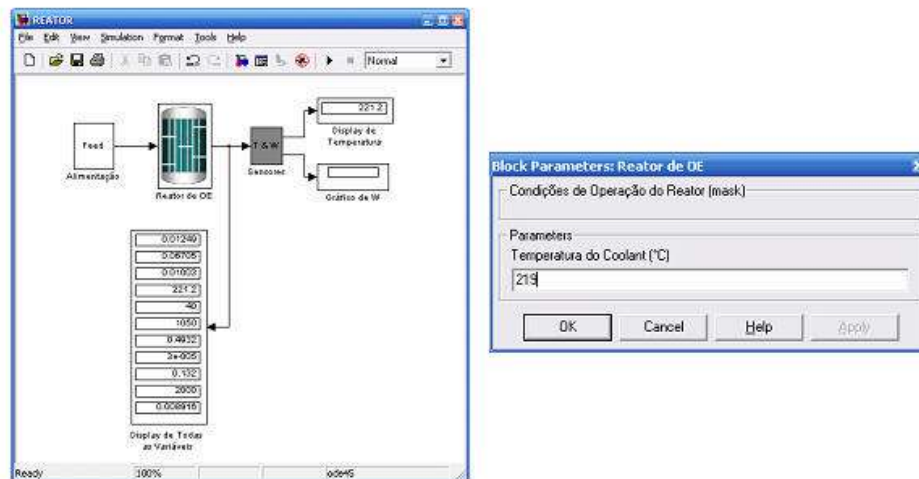 REATOR
File Edit View Simulation Format Tools Help
Normal
Feed
Alimentação
Reator de OE
T & W
Sensores
221.2
Display de
Temperatura
Gráfico de W
0.01249
0.06705
0.01003
221.2
40
1050
0.4932
3e-005
0.132
2000
0.008916
Display de Todas
as Variáveis
Ready 100% ode45
Block Parameters: Reator de OE
Condições de Operação do Reator (mask)
Parameters
Temperatura do Coolant (°C)
219
OK Cancel Help Apply